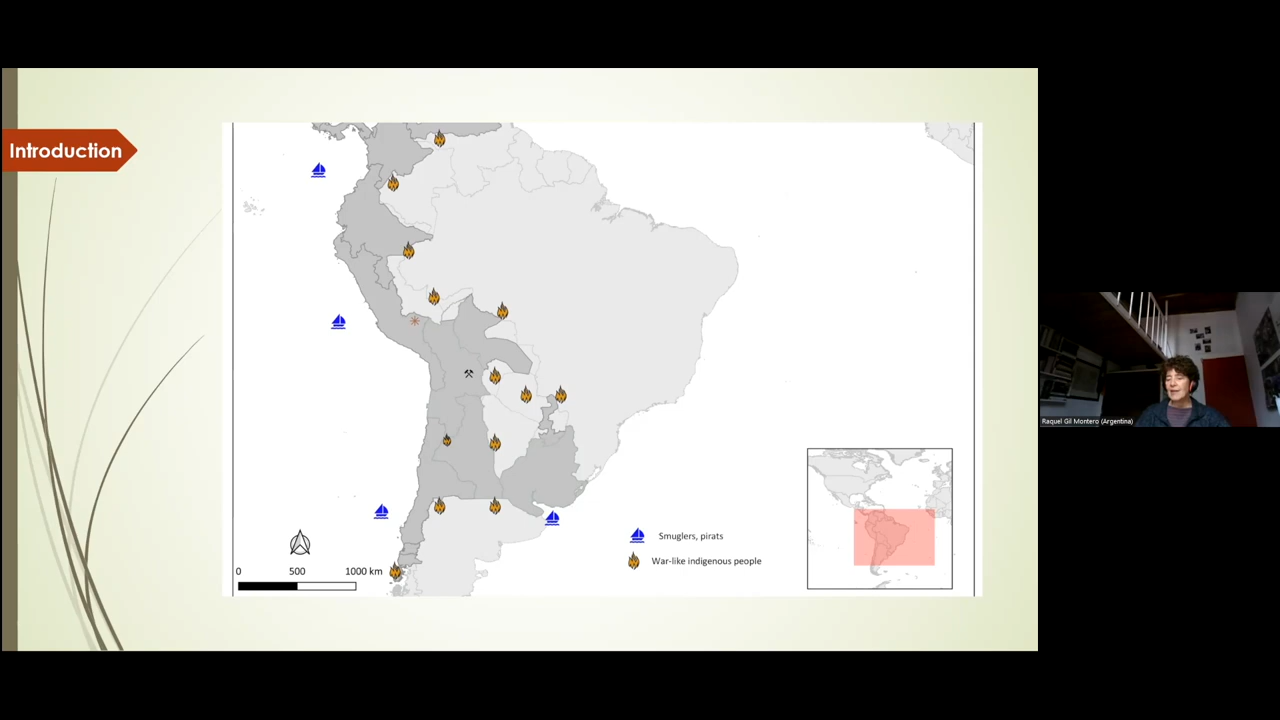 Introduction
0 500 1000 km
Smuglers, pirats
War-like indigenous people
Raquel Gil Montero (Argentina)